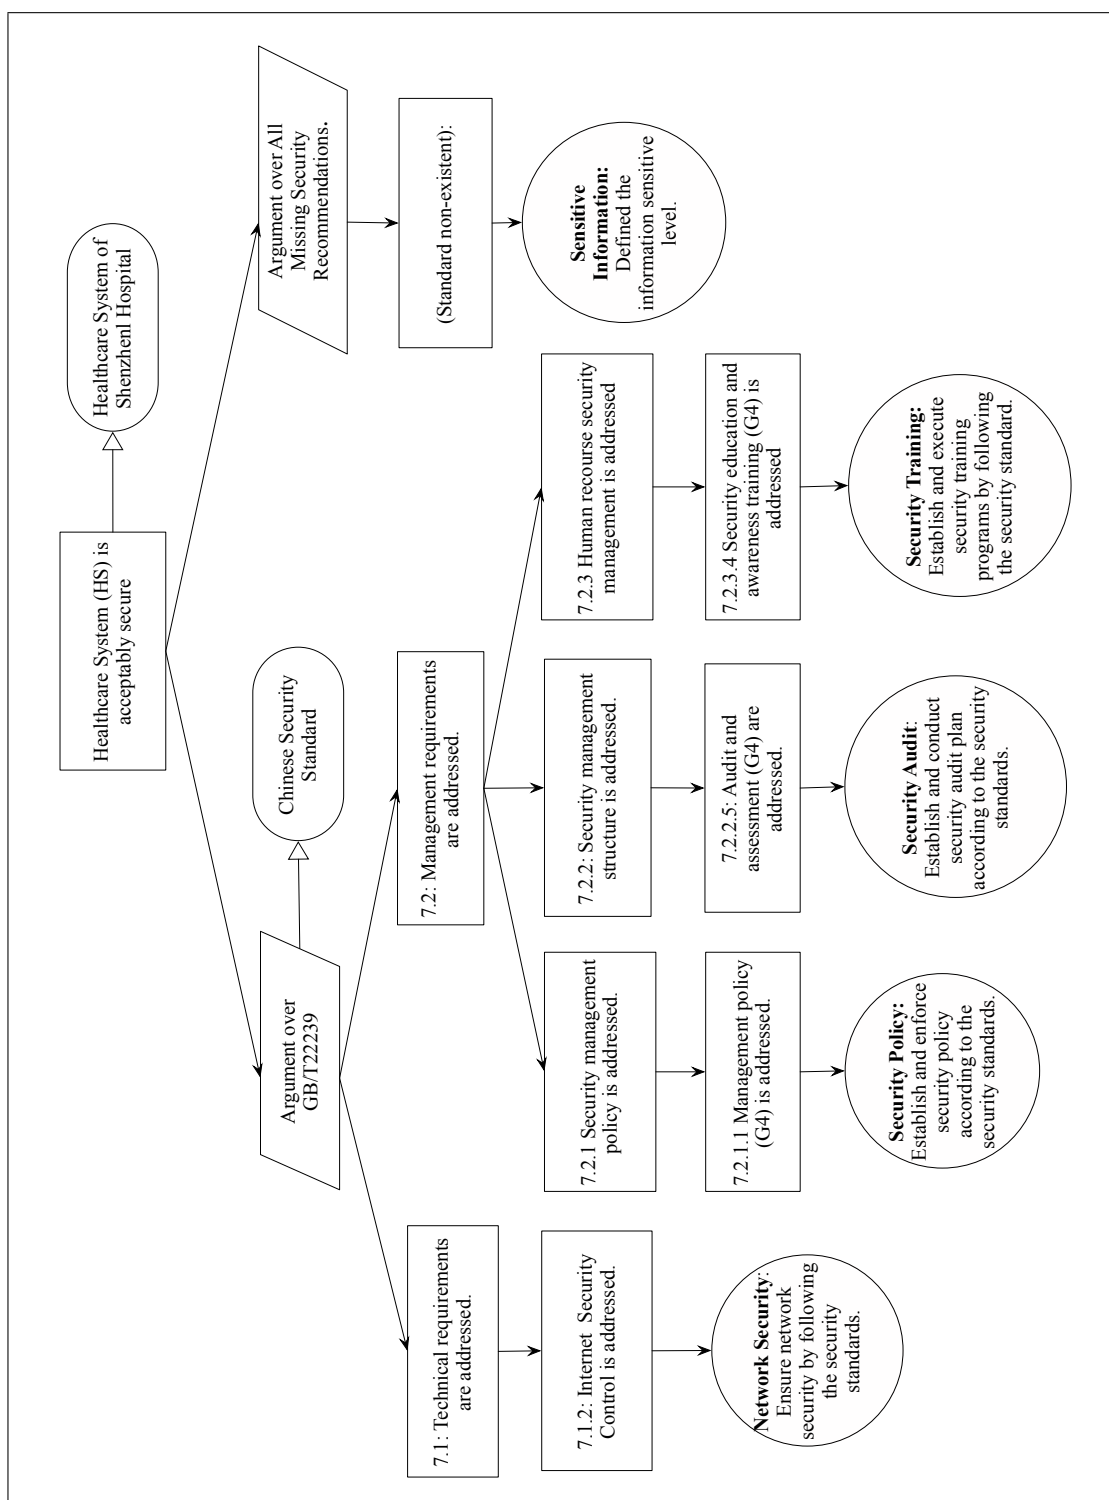 Healthcare System (HS) is
acceptably secure
Healthcare System of
Shenzhenl Hospital
Argument over
GB/T22239
Chinese Security
Standard
Argument over All
Missing Security
Recommendations.
7.1: Technical requirements
are addressed.
7.2: Management requirements
are addressed.
(Standard non-existent):
7.1.2: Internet Security
Control is addressed.
7.2.1 Security management
policy is addressed.
7.2.2: Security management
structure is addressed.
7.2.3 Human recourse security
management is addressed
Sensitive
Information:
Defined the
information sensitive
level.
7.2.1.1 Management policy
(G4) is addressed.
7.2.2.5: Audit and
assessment (G4) are
addressed.
7.2.3.4 Security education and
awareness training (G4) is
addressed
Network Security:
Ensure network
security by following
the security
standards.
Security Policy:
Establish and enforce
security policy
according to the
security standards.
Security Audit:
Establish and conduct
security audit plan
according to the security
standards.
Security Training:
Establish and execute
security training
programs by following
the security standard.